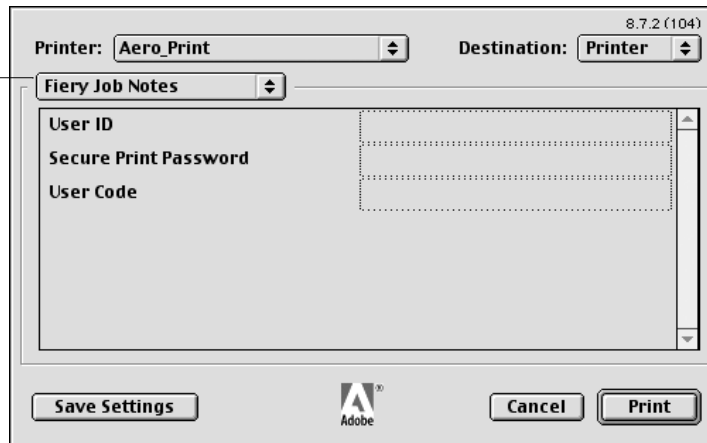 8.7.2 (104)
Printer: Aero_Print Destination: Printer
Fiery Job Notes
User ID
Secure Print Password
User Code
Save Settings Adobe ® Cancel Print